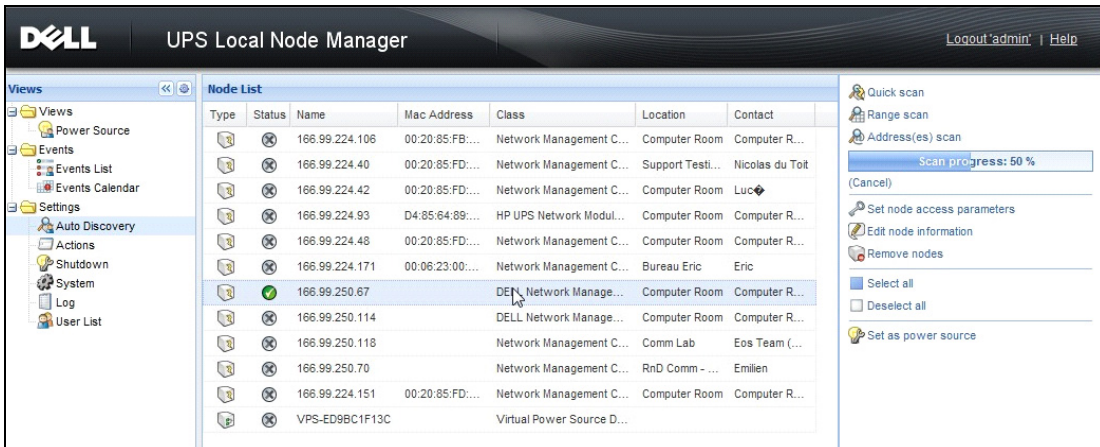 DELL
UPS Local Node Manager
Logout 'admin' | Help
Views
Views
Power Source
Events
Events List
Events Calendar
Settings
Auto Discovery
Actions
Shutdown
System
Log
User List
Node List
Type Status Name Mac Address Class Location Contact
166.99.224.106 00:20:85:FB:... Network Management C... Computer Room Computer R...
166.99.224.40 00:20:85:FD:... Network Management C... Support Testi... Nicolas du Toit
166.99.224.42 00:20:85:FD:... Network Management C... Computer Room Luc�
166.99.224.93 D4:85:64:89:... HP UPS Network Modul... Computer Room Computer R...
166.99.224.48 00:20:85:FD:... Network Management C... Computer Room Computer R...
166.99.224.171 00:06:23:00:... Network Management C... Bureau Eric Eric
166.99.250.67 DELL Network Manage... Computer Room Computer R...
166.99.250.114 DELL Network Manage... Computer Room Computer R...
166.99.250.118 Network Management C... Comm Lab Eos Team (...
166.99.250.70 Network Management C... RnD Comm - ... Emilien
166.99.224.151 00:20:85:FD:... Network Management C... Computer Room Computer R...
VPS-ED9BC1F13C Virtual Power Source D...
Quick scan
Range scan
Address(es) scan
Scan progress: 50 %
(Cancel)
Set node access parameters
Edit node information
Remove nodes
Select all
Deselect all
Set as power source